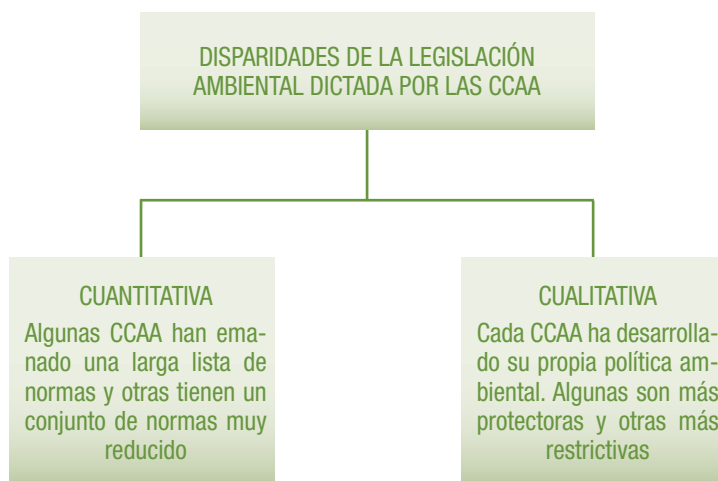 DISPARIDADES DE LA LEGISLACIÓN
AMBIENTAL DICTADA POR LAS CCAA
CUANTITATIVA
Algunas CCAA han ema-
nado una larga lista de
normas y otras tienen un
conjunto de normas muy
reducido
CUALITATIVA
Cada CCAA ha desarrolla-
do su propia política am-
biental. Algunas son más
protectoras y otras más
restrictivas